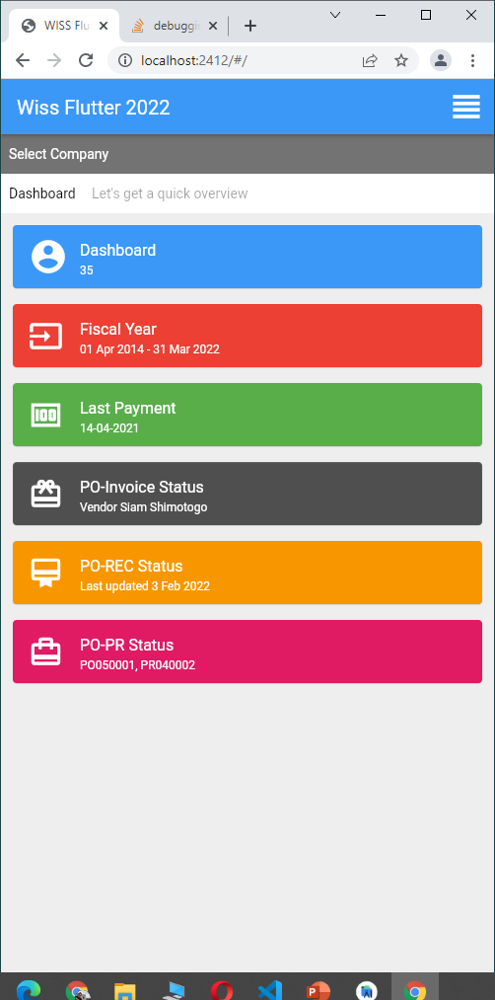 WISS Flu
debuggi
localhost:2412/#/
Wiss Flutter 2022
Select Company
Dashboard Let's get a quick overview
Dashboard
35
Fiscal Year
01 Apr 2014 - 31 Mar 2022
100
Last Payment
14-04-2021
PO-Invoice Status
Vendor Siam Shimotogo
PO-REC Status
Last updated 3 Feb 2022
PO-PR Status
PO050001, PR040002